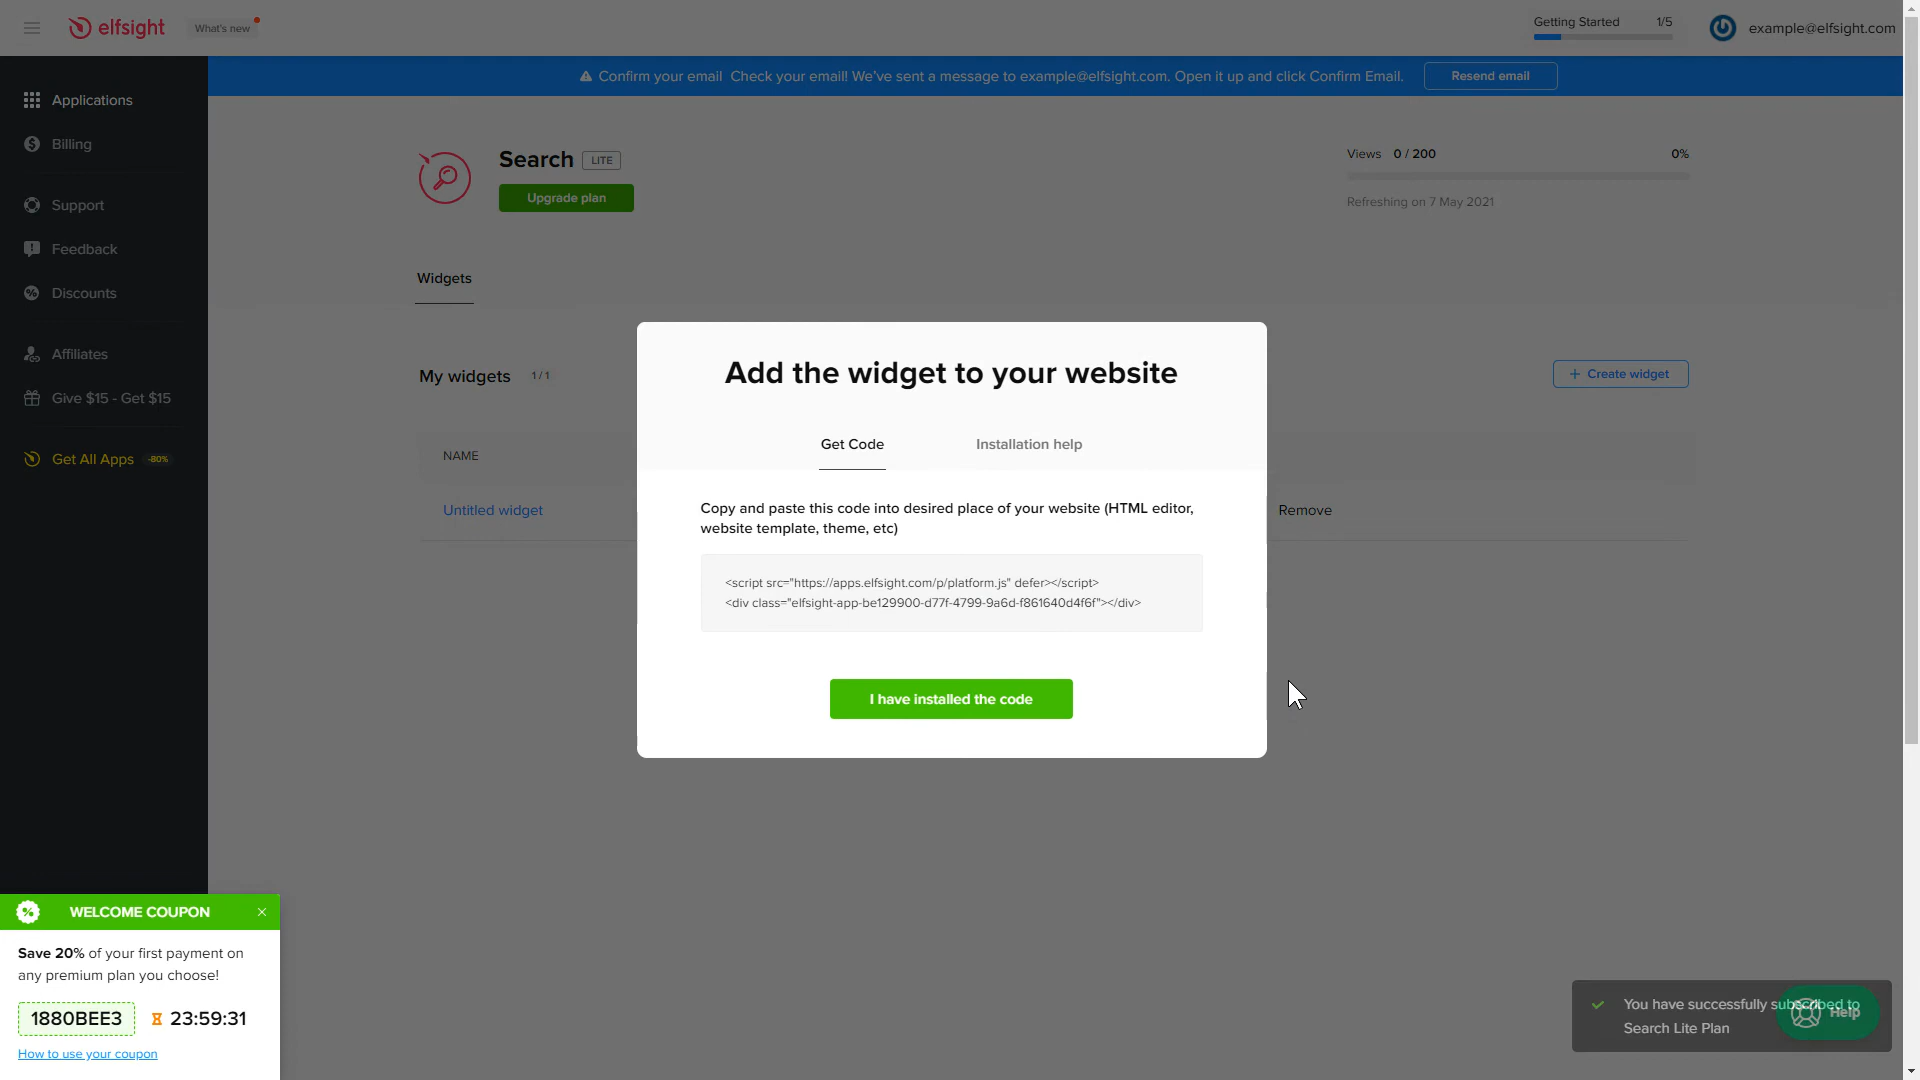 elfsight
What's new
Getting Started 1/5
example@elfsight.com
Confirm your email Check your email! We've sent a message to example@elfsight.com. Open it up and click Confirm Email.
Resend email
Applications
Billing
Support
Feedback
Discounts
Affiliates
Give $15 - Get $15
Get All Apps -80%
Search LITE
Upgrade plan
Views 0 / 200 0%
Refreshing on 7 May 2021
Widgets
My widgets 1 / 1
+ Create widget
NAME
Untitled widget
Remove
Add the widget to your website
Get Code
Installation help
Copy and paste this code into desired place of your website (HTML editor,
website template, theme, etc)
<script src="https://apps.elfsight.com/p/platform.js" defer></script>
<div class="elfsight-app-be129900-d77f-4799-9a6d-f861640d4f6f"></div>
I have installed the code
WELCOME COUPON
Save 20% of your first payment on
any premium plan you choose!
1880BEE3 23:59:31
How to use your coupon
You have successfully subscribed to
Search Lite Plan
Help